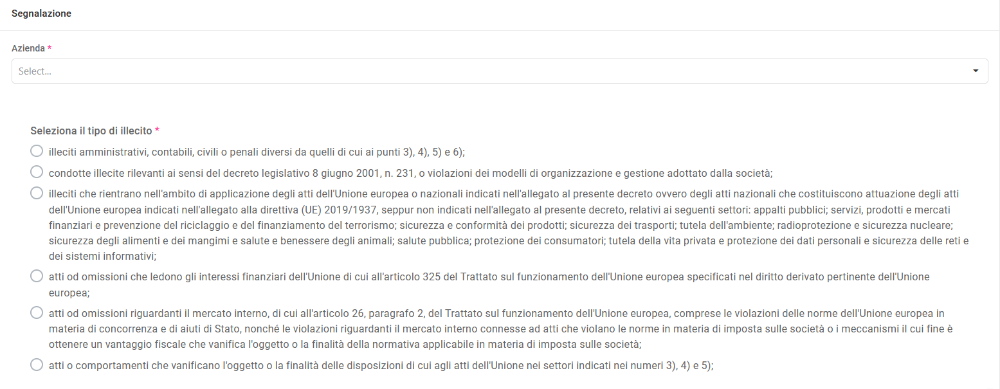 Segnalazione
Azienda *
Select...
Seleziona il tipo di illecito *
illeciti amministrativi, contabili, civili o penali diversi da quelli di cui ai punti 3), 4), 5) e 6);
condotte illecite rilevanti ai sensi del decreto legislativo 8 giugno 2001, n. 231, o violazioni dei modelli di organizzazione e gestione adottato dalla società;
illeciti che rientrano nell'ambito di applicazione degli atti dell'Unione europea o nazionali indicati nell'allegato al presente decreto ovvero degli atti nazionali che costituiscono attuazione degli atti
dell'Unione europea indicati nell'allegato alla direttiva (UE) 2019/1937, seppur non indicati nell'allegato al presente decreto, relativi ai seguenti settori: appalti pubblici; servizi, prodotti e mercati
finanziari e prevenzione del riciclaggio e del finanziamento del terrorismo; sicurezza e conformità dei prodotti; sicurezza dei trasporti; tutela dell'ambiente; radioprotezione e sicurezza nucleare;
sicurezza degli alimenti e dei mangimi e salute e benessere degli animali; salute pubblica; protezione dei consumatori; tutela della vita privata e protezione dei dati personali e sicurezza delle reti e
dei sistemi informativi;
atti od omissioni che ledono gli interessi finanziari dell'Unione di cui all'articolo 325 del Trattato sul funzionamento dell'Unione europea specificati nel diritto derivato pertinente dell'Unione
europea;
atti od omissioni riguardanti il mercato interno, di cui all'articolo 26, paragrafo 2, del Trattato sul funzionamento dell'Unione europea, comprese le violazioni delle norme dell'Unione europea in
materia di concorrenza e di aiuti di Stato, nonché le violazioni riguardanti il mercato interno connesse ad atti che violano le norme in materia di imposta sulle società o i meccanismi il cui fine è
ottenere un vantaggio fiscale che vanifica l'oggetto o la finalità della normativa applicabile in materia di imposta sulle società;
atti o comportamenti che vanificano l'oggetto o la finalità delle disposizioni di cui agli atti dell'Unione nei settori indicati nei numeri 3), 4) e 5);